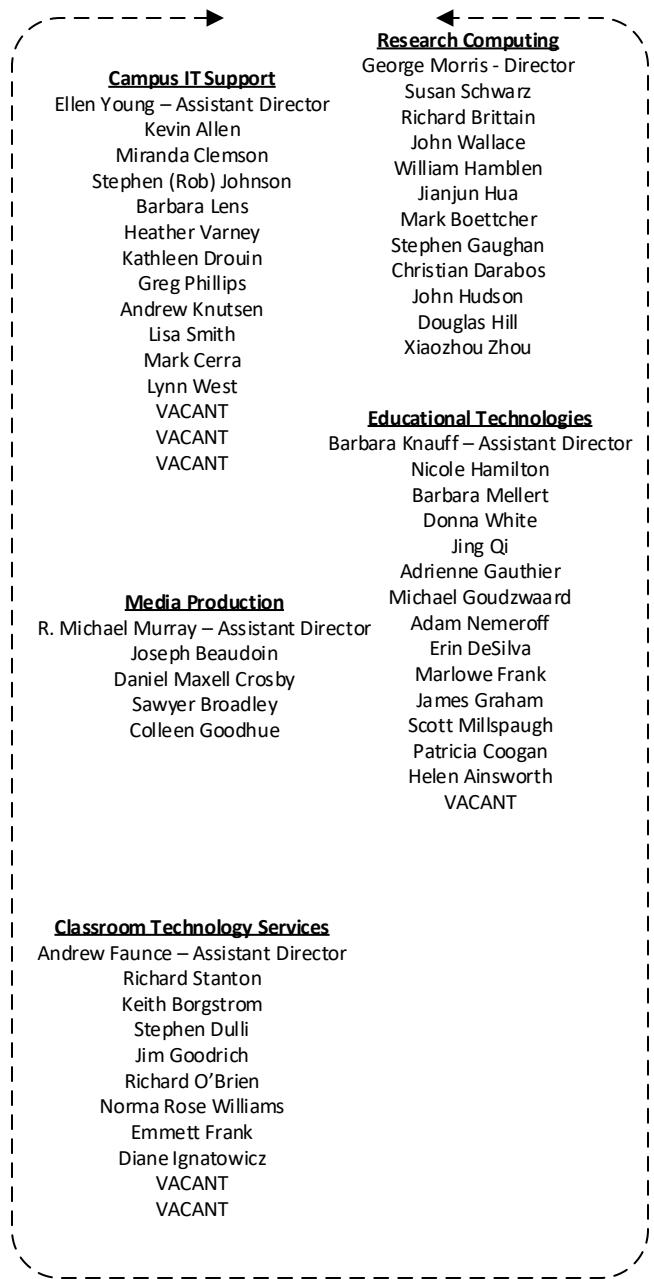 Campus IT Support
Ellen Young – Assistant Director
Kevin Allen
Miranda Clemson
Stephen (Rob) Johnson
Barbara Lens
Heather Varney
Kathleen Drouin
Greg Phillips
Andrew Knutsen
Lisa Smith
Mark Cerra
Lynn West
VACANT
VACANT
VACANT
Media Production
R. Michael Murray – Assistant Director
Joseph Beaudoin
Daniel Maxell Crosby
Sawyer Broadley
Colleen Goodhue
Classroom Technology Services
Andrew Faunce – Assistant Director
Richard Stanton
Keith Borgstrom
Stephen Dulli
Jim Goodrich
Richard O’Brien
Norma Rose Williams
Emmett Frank
Diane Ignatowicz
VACANT
VACANT
Research Computing
George Morris - Director
Susan Schwarz
Richard Brittain
John Wallace
William Hamblen
Jianjun Hua
Mark Boettcher
Stephen Gaughan
Christian Darabos
John Hudson
Douglas Hill
Xiaozhou Zhou
Educational Technologies
Barbara Knauff – Assistant Director
Nicole Hamilton
Barbara Mellert
Donna White
Jing Qi
Adrienne Gauthier
Michael Goudzwaard
Adam Nemeroff
Erin DeSilva
Marlowe Frank
James Graham
Scott Millspaugh
Patricia Coogan
Helen Ainsworth
VACANT